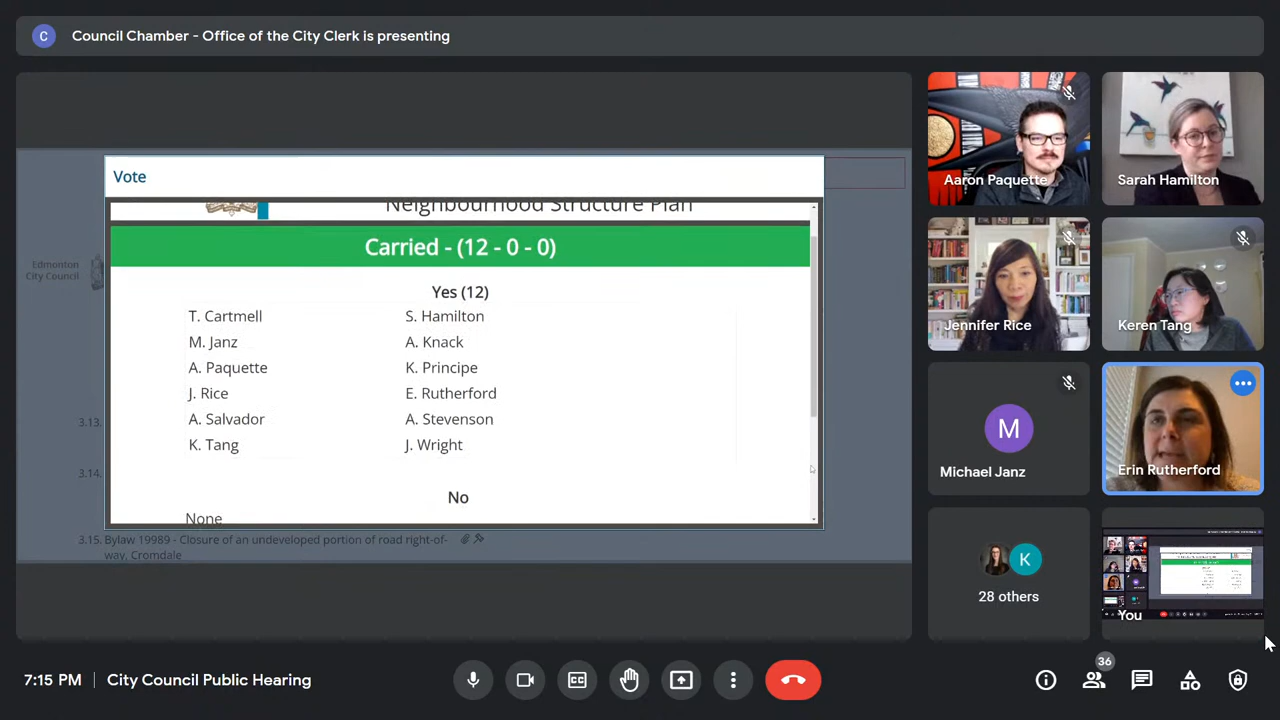 C
Council Chamber - Office of the City Clerk is presenting
Vote
Neighbourhood Structure Plan
Carried - (12 - 0 - 0)
Yes (12)
T. Cartmell S. Hamilton
M. Janz A. Knack
A. Paquette K. Principe
J. Rice E. Rutherford
A. Salvador A. Stevenson
K. Tang J. Wright
No
None
Edmonton
City Council
3.13.
3.14.
3.15. Bylaw 19989 - Closure of an undeveloped portion of road right-of-
way, Cromdale
Aaron Paquette
Sarah Hamilton
Jennifer Rice
Keren Tang
M
Michael Janz
Erin Rutherford
K
28 others
You
7:15 PM City Council Public Hearing
36